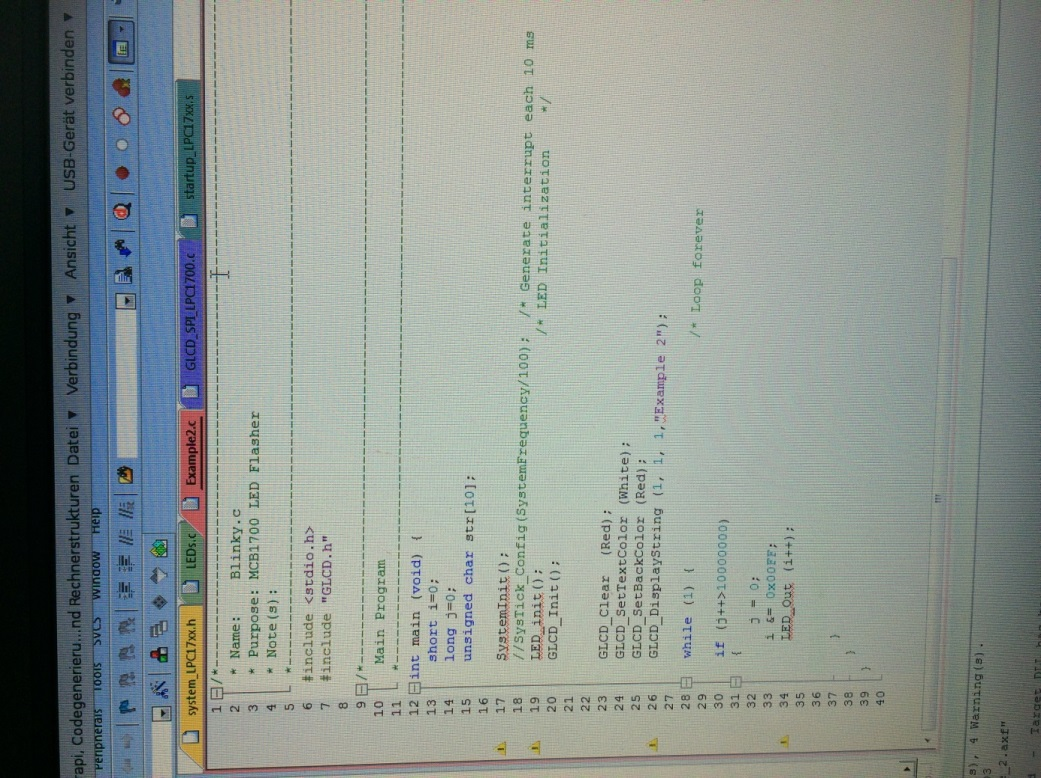 rapi, Codegenerieru...nd Rechnerstrukturen Datei Verbindung Ansicht USB-Gerät verbinden
Peripherals Tools SVCS Window Help
system_LPC17xx.h LEDs.c Example2.c GLCD_SPI_LPC1700.c startup_LPC17xx.s
1 /*----------------------------------------------------------------------------
2 * Name: Blinky.c
3 * Purpose: MCB1700 LED Flasher
4 * Note(s):
5 *----------------------------------------------------------------------------
6 #include <stdio.h>
7 #include "GLCD.h"
8
9 /*----------------------------------------------------------------------------
10 Main Program
11 *----------------------------------------------------------------------------
12 int main (void) {
13 short i=0;
14 long j=0;
15 unsigned char str[10];
16
17 SystemInit();
18 //SysTick_Config(SystemFrequency/100); /* Generate interrupt each 10 ms
19 LED_init(); /* LED Initialization */
20 GLCD_Init();
21
22
23 GLCD_Clear (Red);
24 GLCD_SetTextColor (White);
25 GLCD_SetBackColor (Red);
26 GLCD_DisplayString (1, 1, 1,"Example 2");
27
28 while (1) { /* Loop forever
29
30 if (j++>10000000)
31 {
32 j = 0;
33 i &= 0x00FF;
34 LED_Out (i++);
35
36
37 }
38 }
39 }
40
s), 4 Warning(s).
_2.axf"
- Target DLL